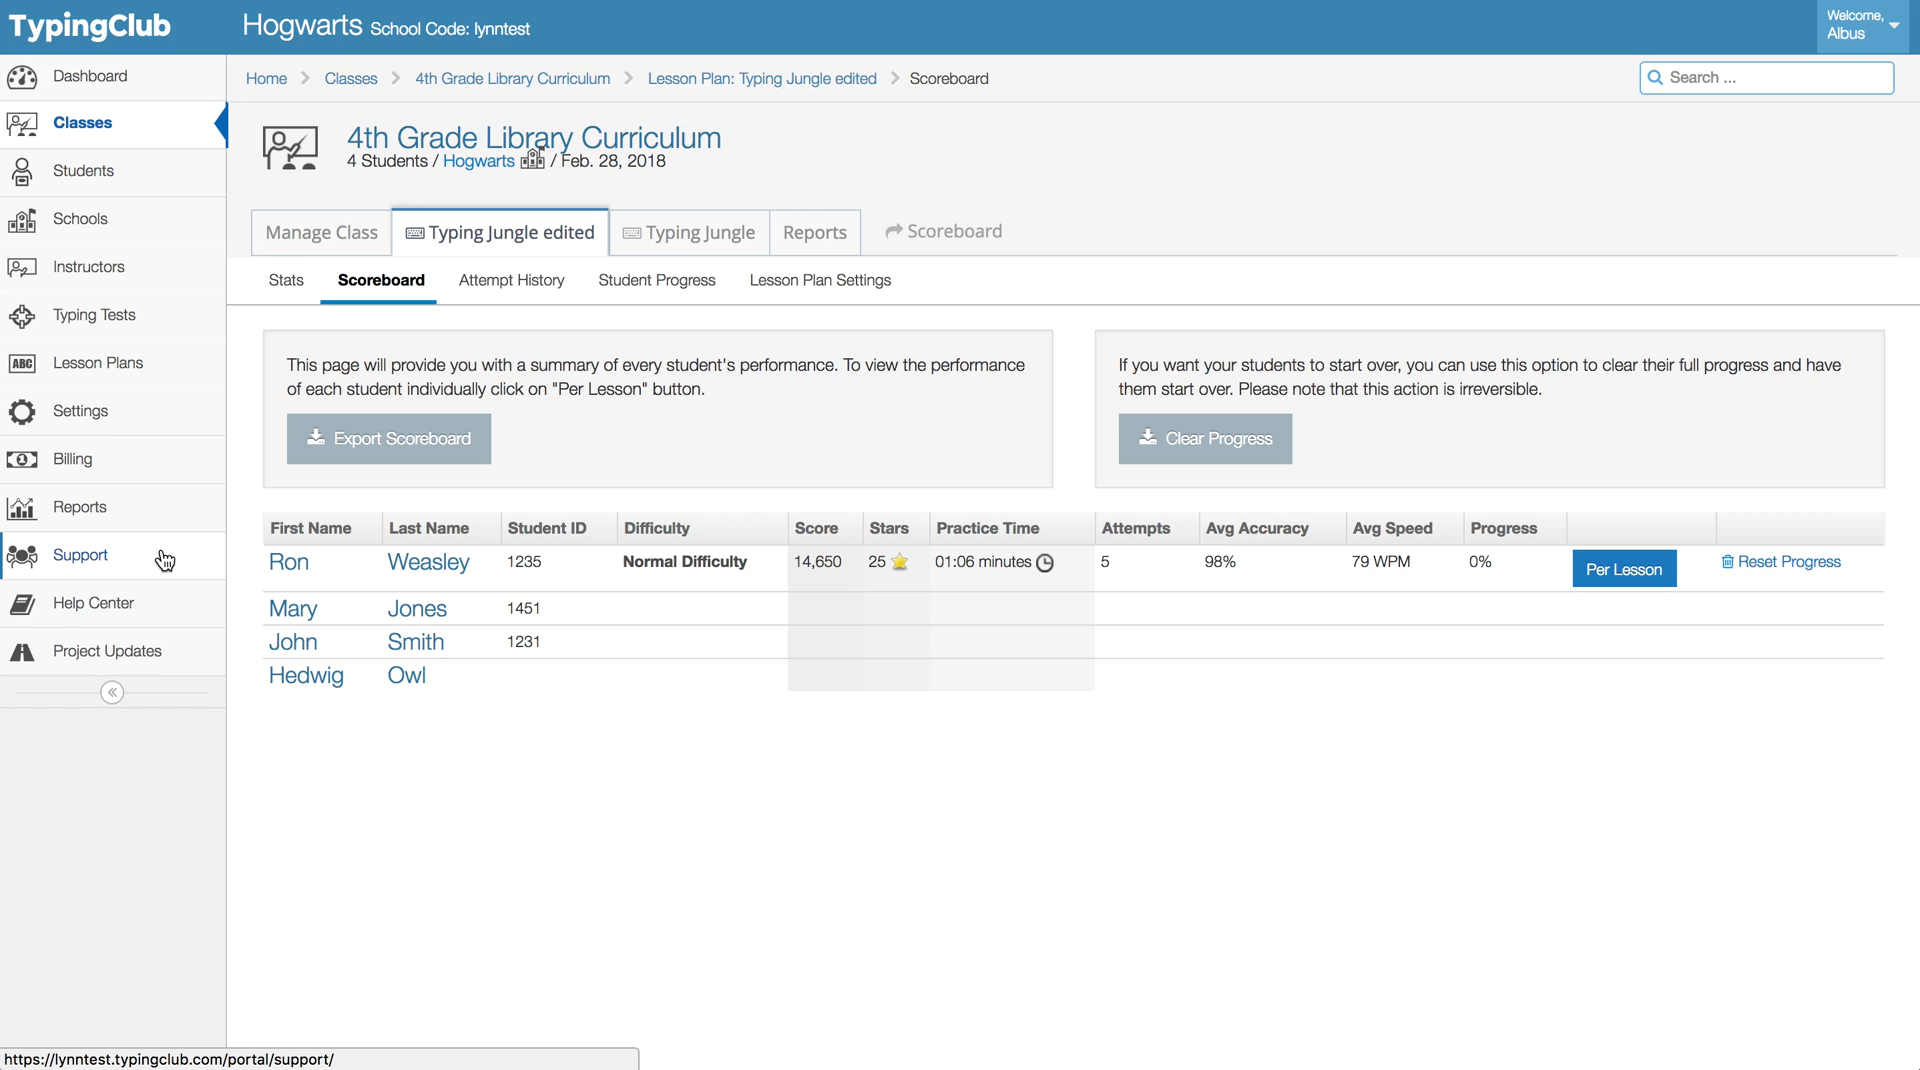 TypingClub
Hogwarts School Code: lynntest
Welcome,
Albus
Dashboard
Classes
Students
Schools
Instructors
Typing Tests
ABC Lesson Plans
Settings
Billing
Reports
Support
Help Center
Project Updates
Home Classes 4th Grade Library Curriculum Lesson Plan: Typing Jungle edited Scoreboard
Search ...
4th Grade Library Curriculum
4 Students / Hogwarts / Feb. 28, 2018
Manage Class Typing Jungle edited Typing Jungle Reports Scoreboard
Stats Scoreboard Attempt History Student Progress Lesson Plan Settings
This page will provide you with a summary of every student's performance. To view the performance
of each student individually click on "Per Lesson" button.
Export Scoreboard
If you want your students to start over, you can use this option to clear their full progress and have
them start over. Please note that this action is irreversible.
Clear Progress
First Name Last Name Student ID Difficulty Score Stars Practice Time Attempts Avg Accuracy Avg Speed Progress
Ron Weasley 1235 Normal Difficulty 14,650 25 01:06 minutes 5 98% 79 WPM 0% Per Lesson Reset Progress
Mary Jones 1451
John Smith 1231
Hedwig Owl
https://lynntest.typingclub.com/portal/support/